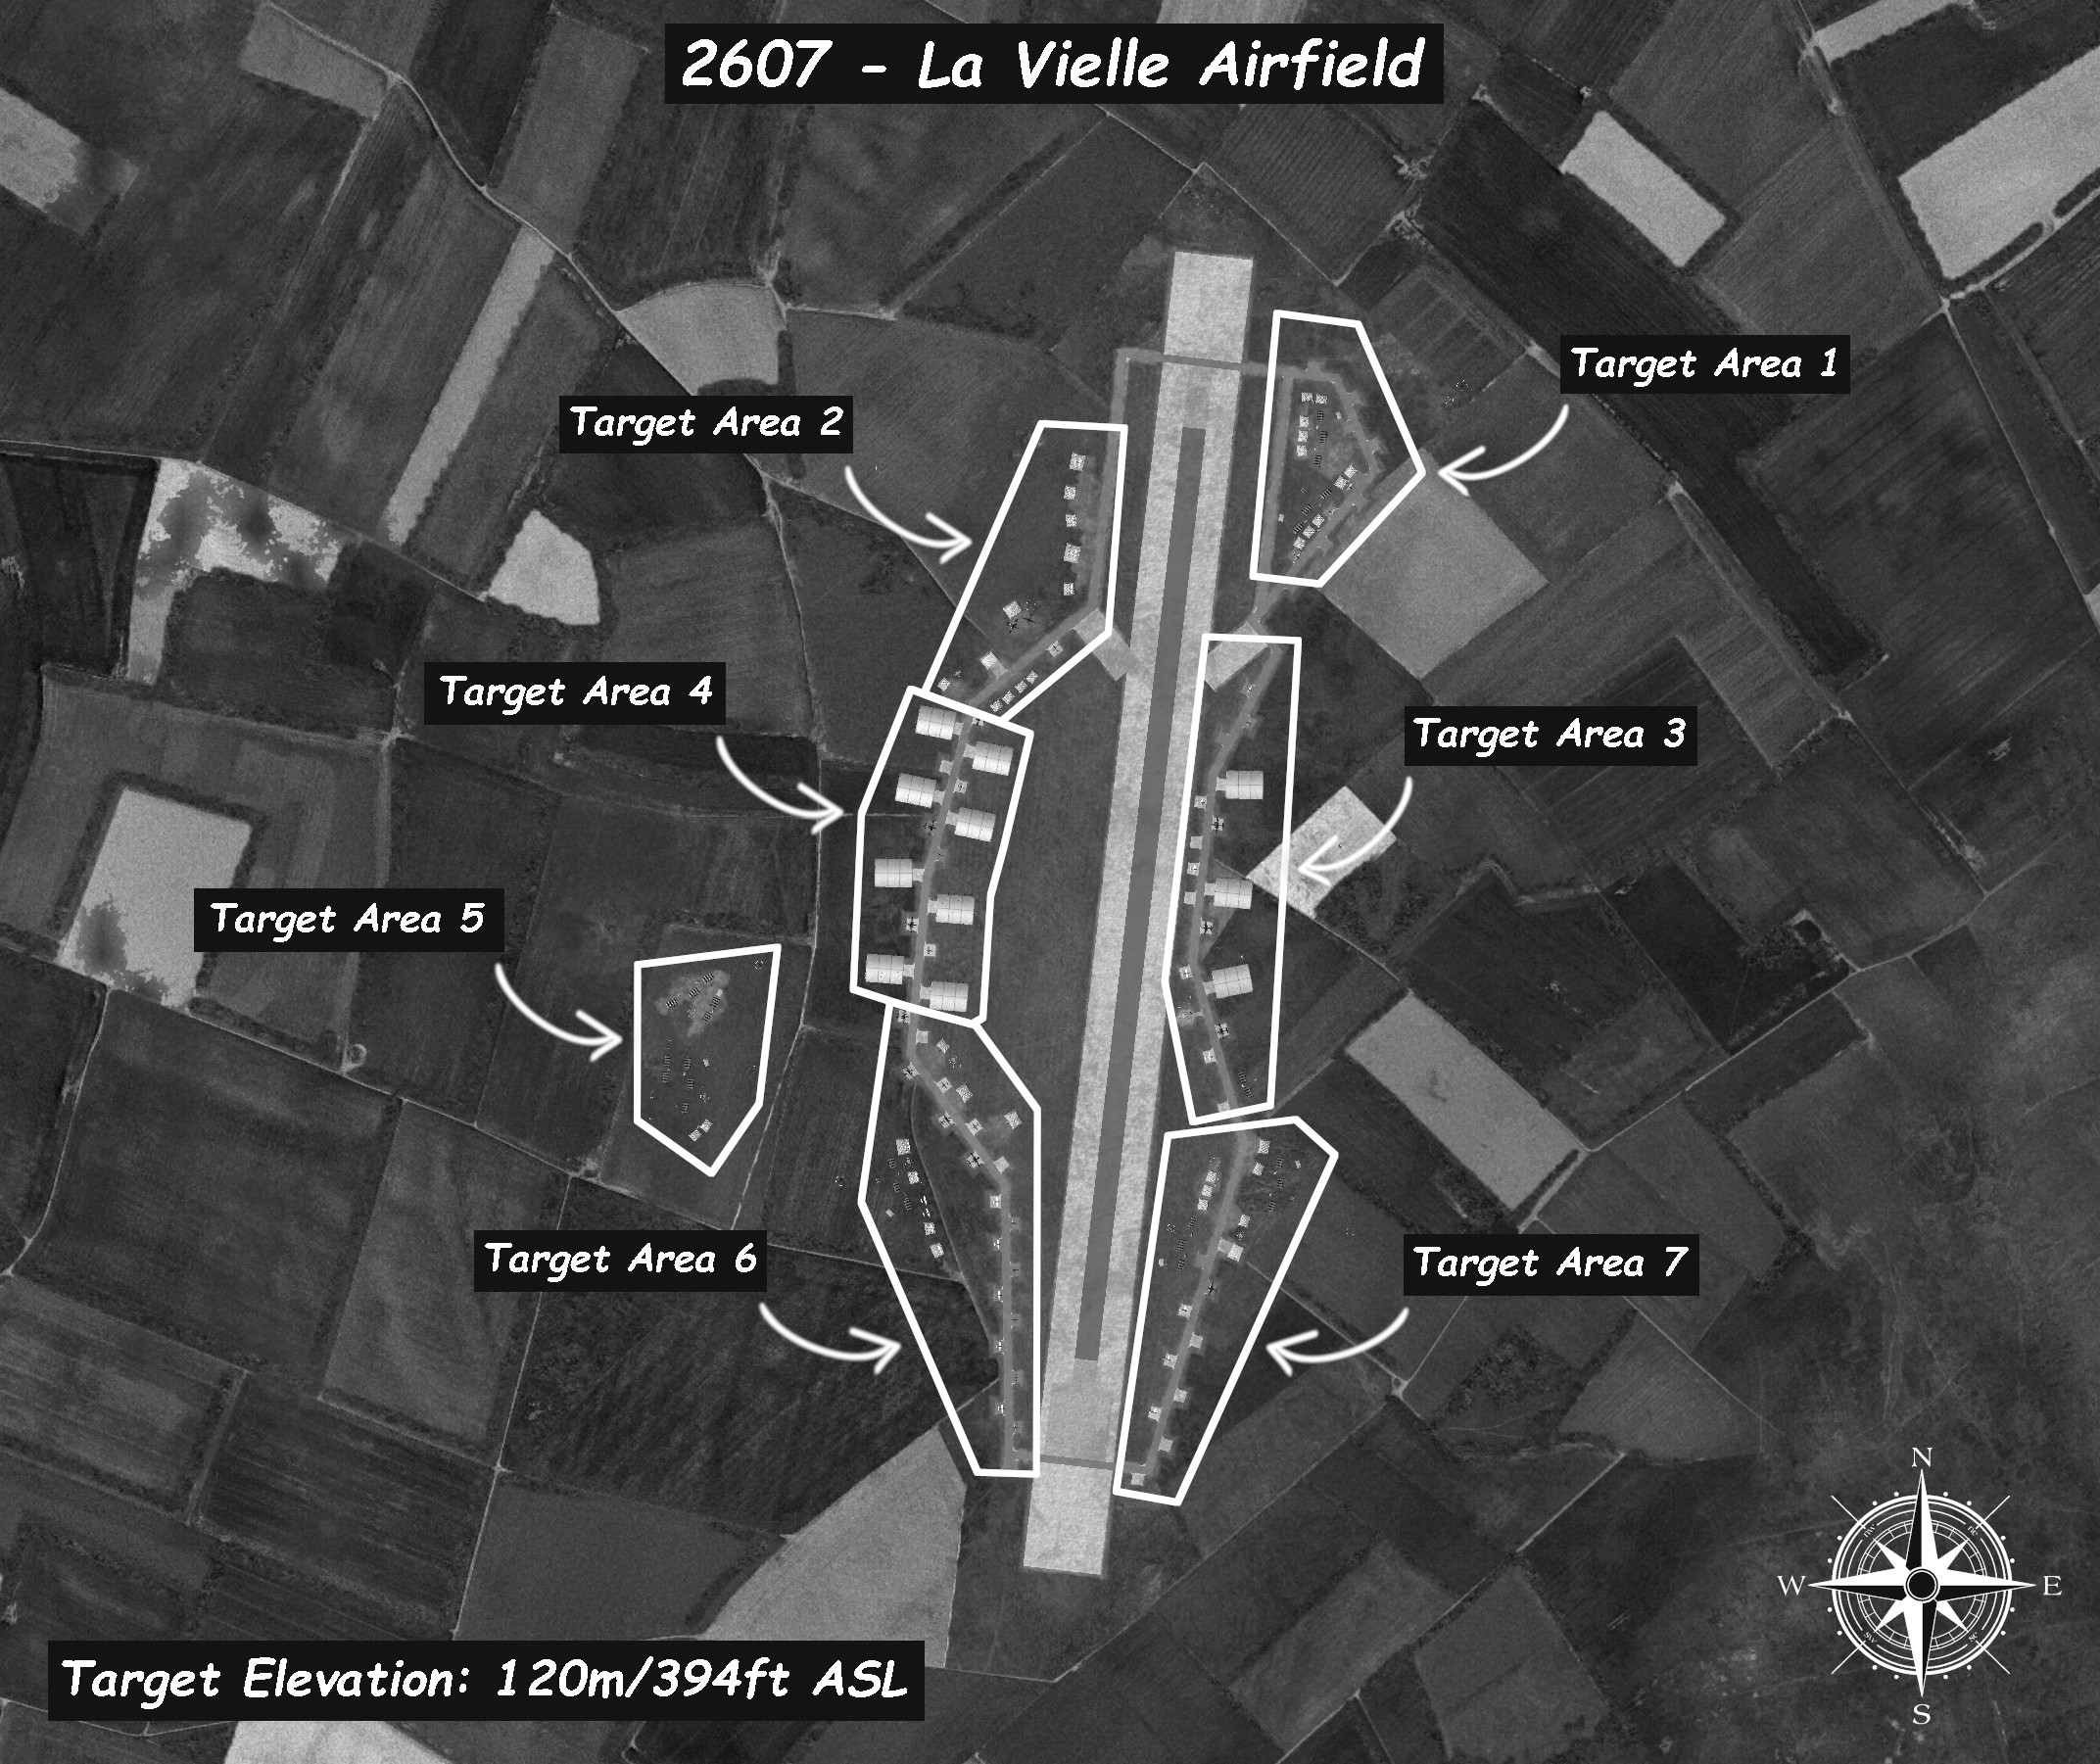 2607 - La Vielle Airfield
Target Area 1
Target Area 2
Target Area 4
Target Area 3
Target Area 5
Target Area 6
Target Area 7
N
W
E
S
Target Elevation: 120m/394ft ASL